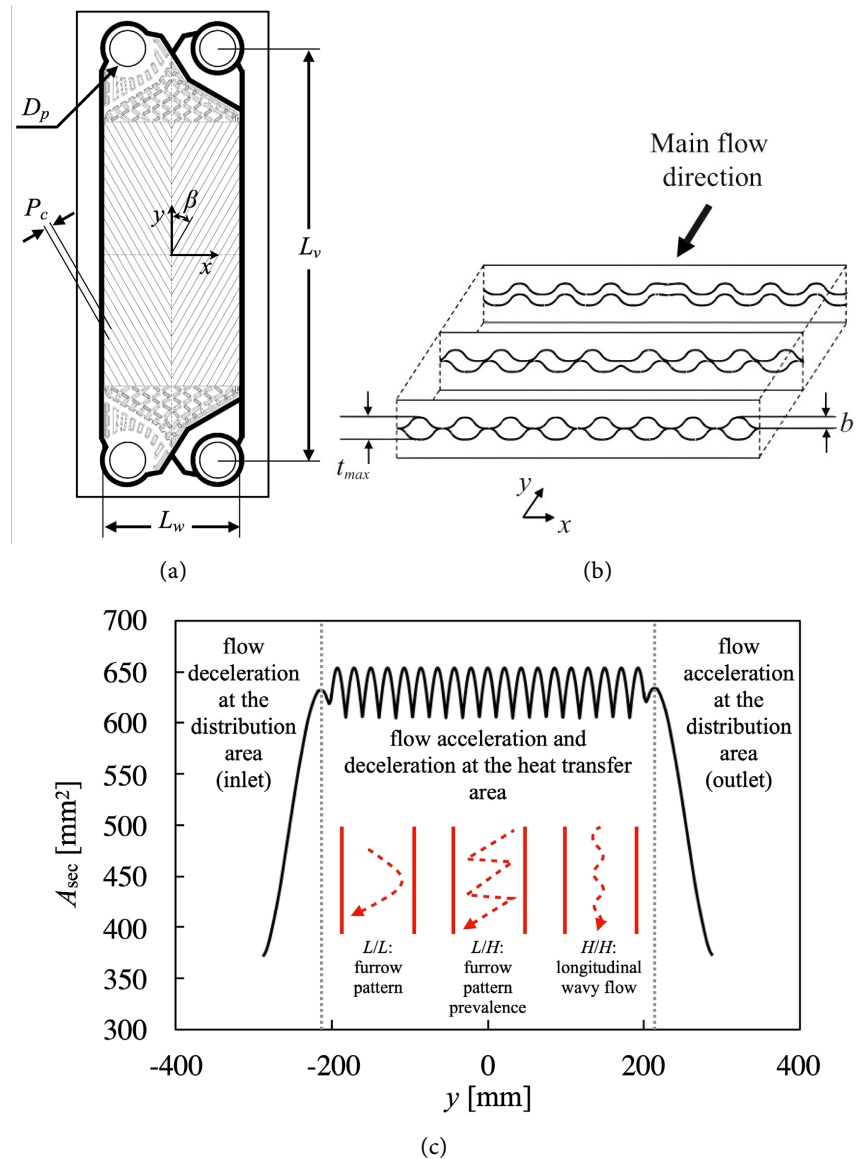 D_p
P_c
β
y
x
L_v
L_w
(a)
Main flow
direction
b
t_max
y
x
(b)
700
650
600
550
500
450
400
350
300
A_sec [mm²]
flow
deceleration
at the
distribution
area
(inlet)
flow acceleration and
deceleration at the heat transfer
area
flow
acceleration at
the
distribution
area
(outlet)
L/L:
furrow
pattern
L/H:
furrow
pattern
prevalence
H/H:
longitudinal
wavy flow
-400
-200
0
200
400
y [mm]
(c)